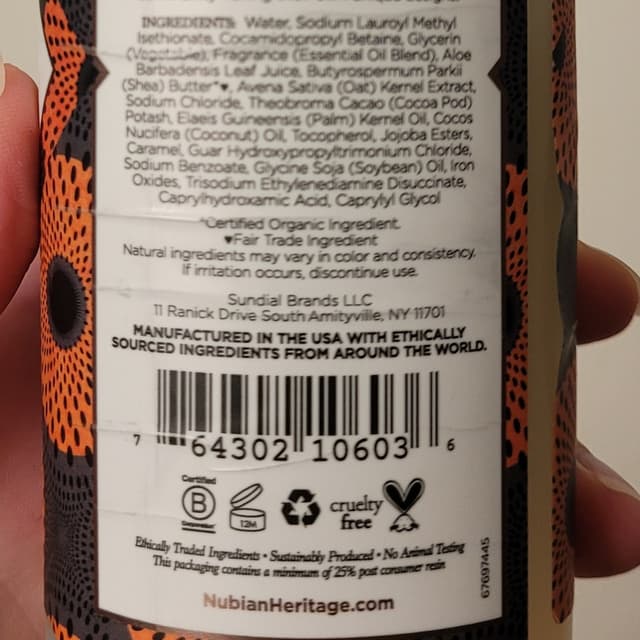 INGREDIENTS: Water, Sodium Lauroyl Methyl
Isethionate, Cocamidopropyl Betaine, Glycerin
(Vegetable), Fragrance (Essential Oil Blend), Aloe
Barbadensis Leaf Juice, Butyrospermum Parkii
(Shea) Butter*♥, Avena Sativa (Oat) Kernel Extract,
Sodium Chloride, Theobroma Cacao (Cocoa Pod)
Potash, Elaeis Guineensis (Palm) Kernel Oil, Cocos
Nucifera (Coconut) Oil, Tocopherol, Jojoba Esters,
Caramel, Guar Hydroxypropyltrimonium Chloride,
Sodium Benzoate, Glycine Soja (Soybean) Oil, Iron
Oxides, Trisodium Ethylenediamine Disuccinate,
Caprylhydroxamic Acid, Caprylyl Glycol
*Certified Organic Ingredient.
♥Fair Trade Ingredient
Natural ingredients may vary in color and consistency.
If irritation occurs, discontinue use.
Sundial Brands LLC
11 Ranick Drive South Amityville, NY 11701
MANUFACTURED IN THE USA WITH ETHICALLY
SOURCED INGREDIENTS FROM AROUND THE WORLD.
7 64302 10603 6
Certified
B
12M
cruelty
free
Ethically Traded Ingredients • Sustainably Produced • No Animal Testing
This packaging contains a minimum of 25% post consumer resin
67697445
NubianHeritage.com